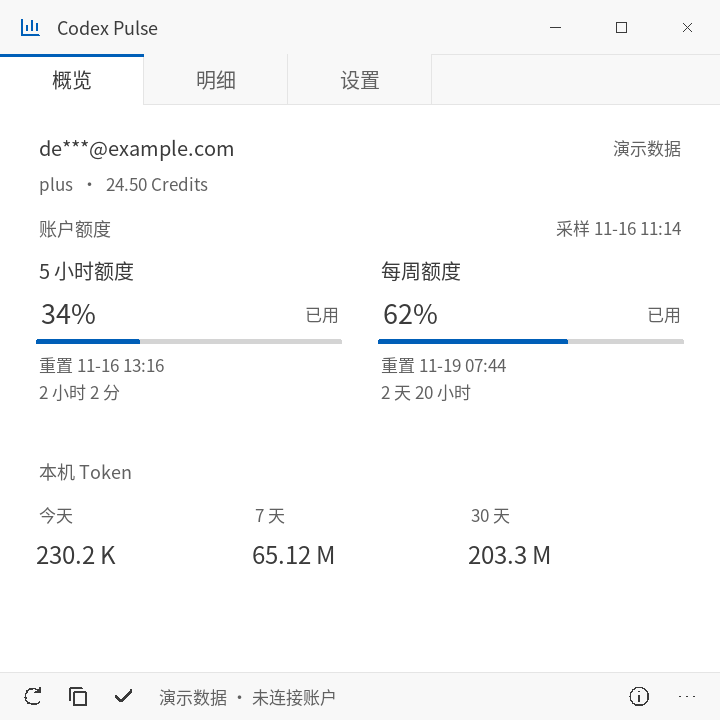 Codex Pulse
概览 明细 设置
de***@example.com 演示数据
plus • 24.50 Credits
账户额度 采样 11-16 11:14
5 小时额度 每周额度
34% 已用 62% 已用
重置 11-16 13:16 重置 11-19 07:44
2 小时 2 分 2 天 20 小时
本机 Token
今天 7 天 30 天
230.2 K 65.12 M 203.3 M
演示数据 • 未连接账户